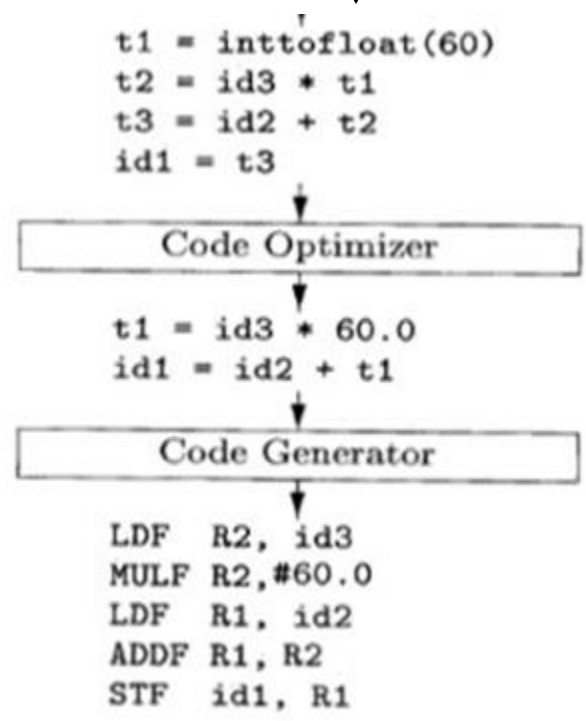 t1 = inttofloat(60)
t2 = id3 * t1
t3 = id2 + t2
id1 = t3
Code Optimizer
t1 = id3 * 60.0
id1 = id2 + t1
Code Generator
LDF R2, id3
MULF R2,#60.0
LDF R1, id2
ADDF R1, R2
STF id1, R1